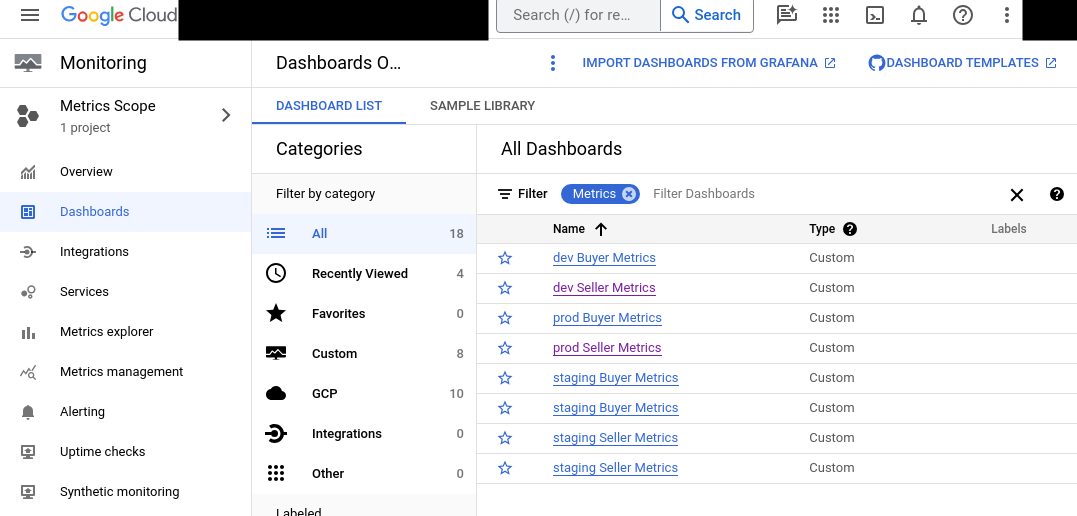 Google Cloud
Search (/) for re…
Search
Monitoring
Dashboards O…
IMPORT DASHBOARDS FROM GRAFANA
DASHBOARD TEMPLATES
Metrics Scope
1 project
DASHBOARD LIST
SAMPLE LIBRARY
Overview
Dashboards
Integrations
Services
Metrics explorer
Metrics management
Alerting
Uptime checks
Synthetic monitoring
Categories
Filter by category
All 18
Recently Viewed 4
Favorites 0
Custom 8
GCP 10
Integrations 0
Other 0
Labeled
All Dashboards
Filter Metrics Filter Dashboards
Name Type Labels
dev Buyer Metrics Custom
dev Seller Metrics Custom
prod Buyer Metrics Custom
prod Seller Metrics Custom
staging Buyer Metrics Custom
staging Buyer Metrics Custom
staging Seller Metrics Custom
staging Seller Metrics Custom